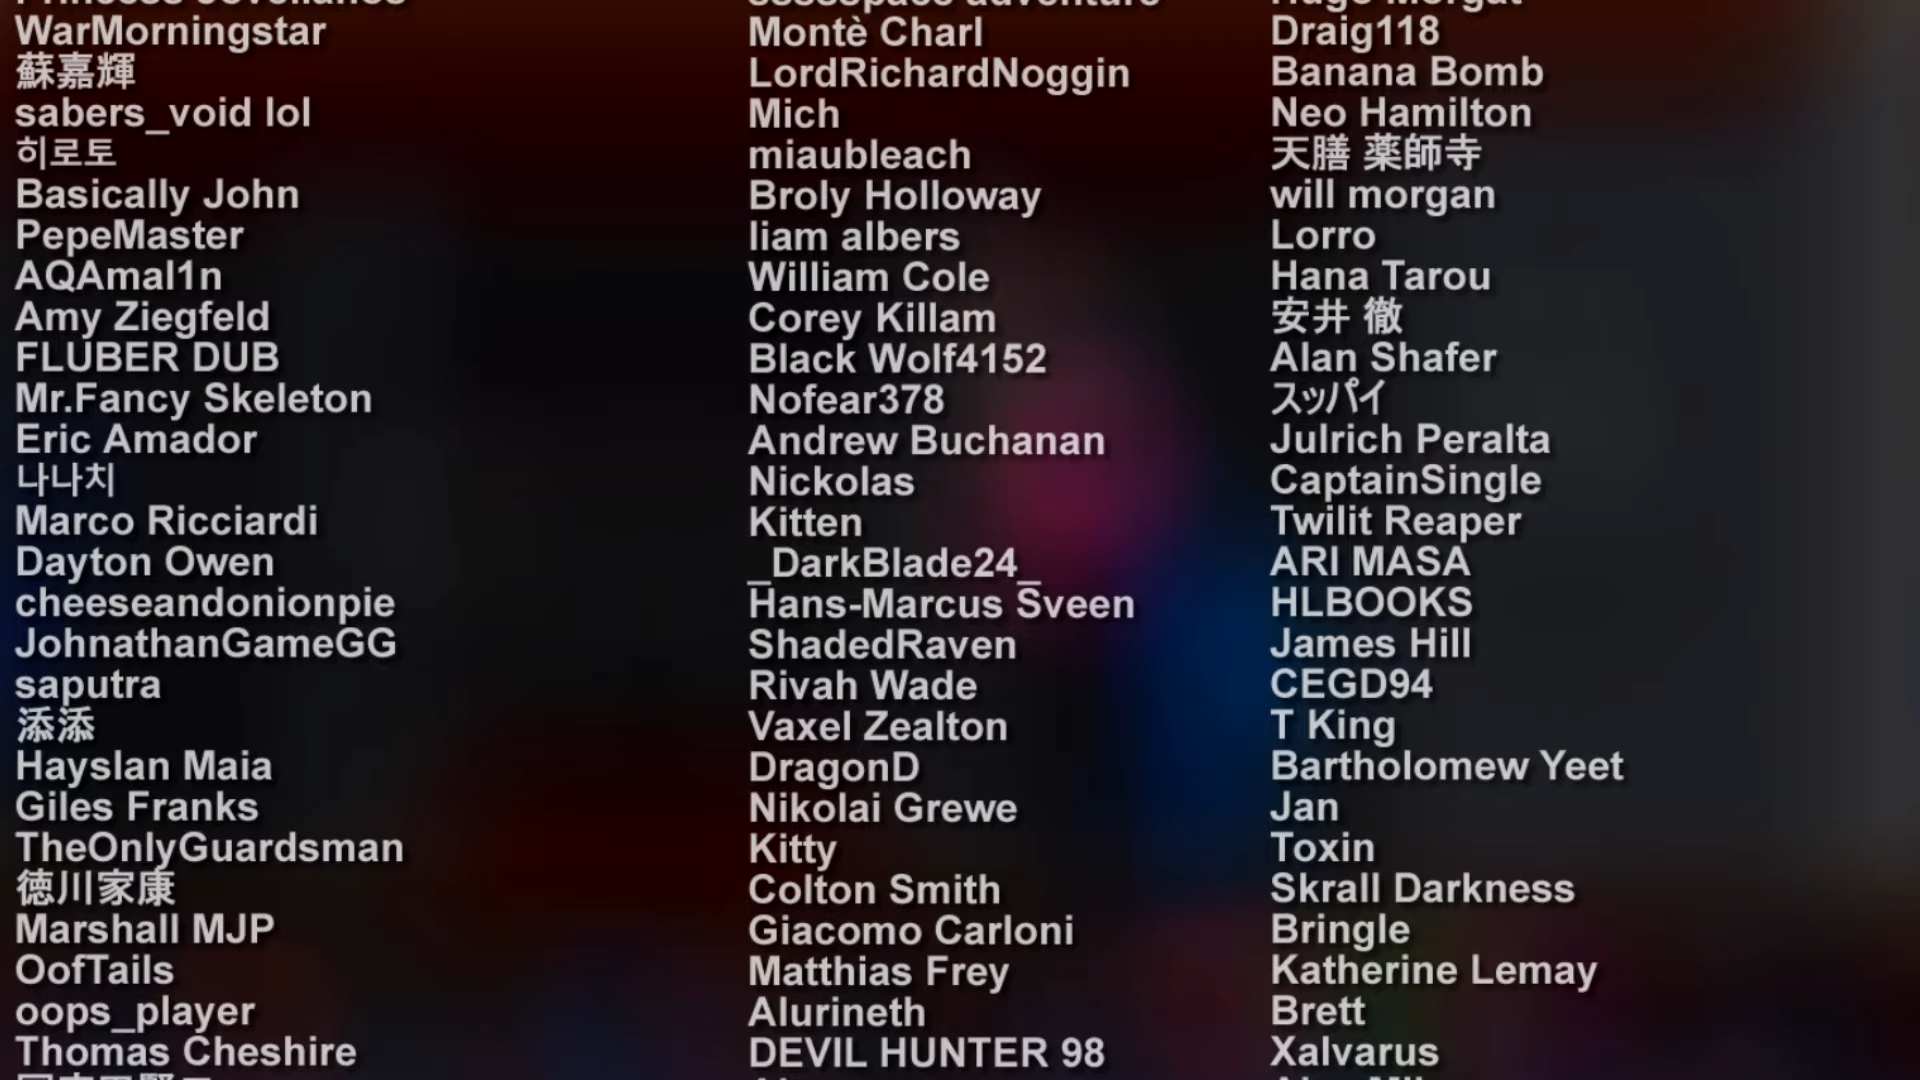 WarMorningstar
蘇嘉輝
sabers_void lol
히로토
Basically John
PepeMaster
AQAmal1n
Amy Ziegfeld
FLUBER DUB
Mr.Fancy Skeleton
Eric Amador
나나치
Marco Ricciardi
Dayton Owen
cheeseandonionpie
JohnathanGameGG
saputra
添添
Hayslan Maia
Giles Franks
TheOnlyGuardsman
徳川家康
Marshall MJP
OofTails
oops_player
Thomas Cheshire
ssssspace adventure
Montè Charl
LordRichardNoggin
Mich
miaubleach
Broly Holloway
liam albers
William Cole
Corey Killam
Black Wolf4152
Nofear378
Andrew Buchanan
Nickolas
Kitten
_DarkBlade24_
Hans-Marcus Sveen
ShadedRaven
Rivah Wade
Vaxel Zealton
DragonD
Nikolai Grewe
Kitty
Colton Smith
Giacomo Carloni
Matthias Frey
Alurineth
DEVIL HUNTER 98
Hugo Morgat
Draig118
Banana Bomb
Neo Hamilton
天膳 薬師寺
will morgan
Lorro
Hana Tarou
安井 徹
Alan Shafer
スッパイ
Julrich Peralta
CaptainSingle
Twilit Reaper
ARI MASA
HLBOOKS
James Hill
CEGD94
T King
Bartholomew Yeet
Jan
Toxin
Skrall Darkness
Bringle
Katherine Lemay
Brett
Xalvarus